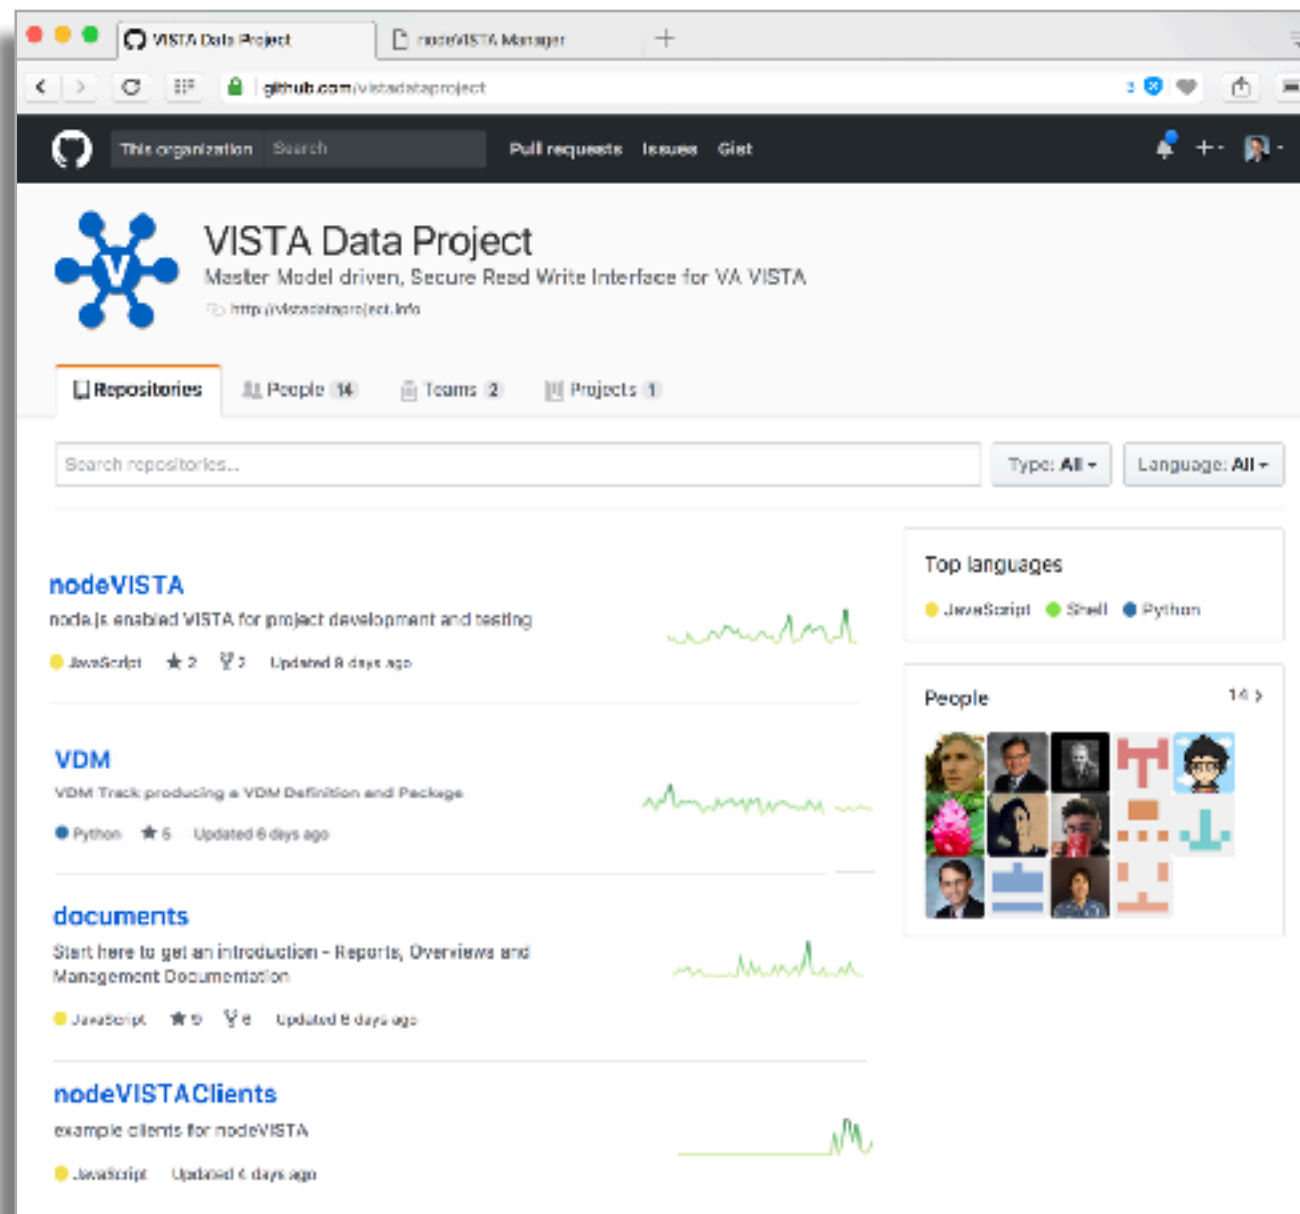 VISTA Data Project
nodeVISTA Manager
github.com/vistadataproject
3
This organization
Search
Pull requests
Issues
Gist
V
VISTA Data Project
Master Model driven, Secure Read Write Interface for VA VISTA
http://vistadataproject.info
Repositories
People 14
Teams 2
Projects 1
Search repositories...
Type: All
Language: All
nodeVISTA
node.js enabled VISTA for project development and testing
JavaScript 2 2 Updated days ago
VDM
VDM Track producing a VDM Definition and Package
Python 5 Updated 6 days ago
documents
Start here to get an introduction - Reports, Overviews and
Management Documentation
JavaScript 9 6 Updated days ago
nodeVISTAClients
example clients for nodeVISTA
JavaScript Updated 4 days ago
Top languages
JavaScript Shell Python
People 14